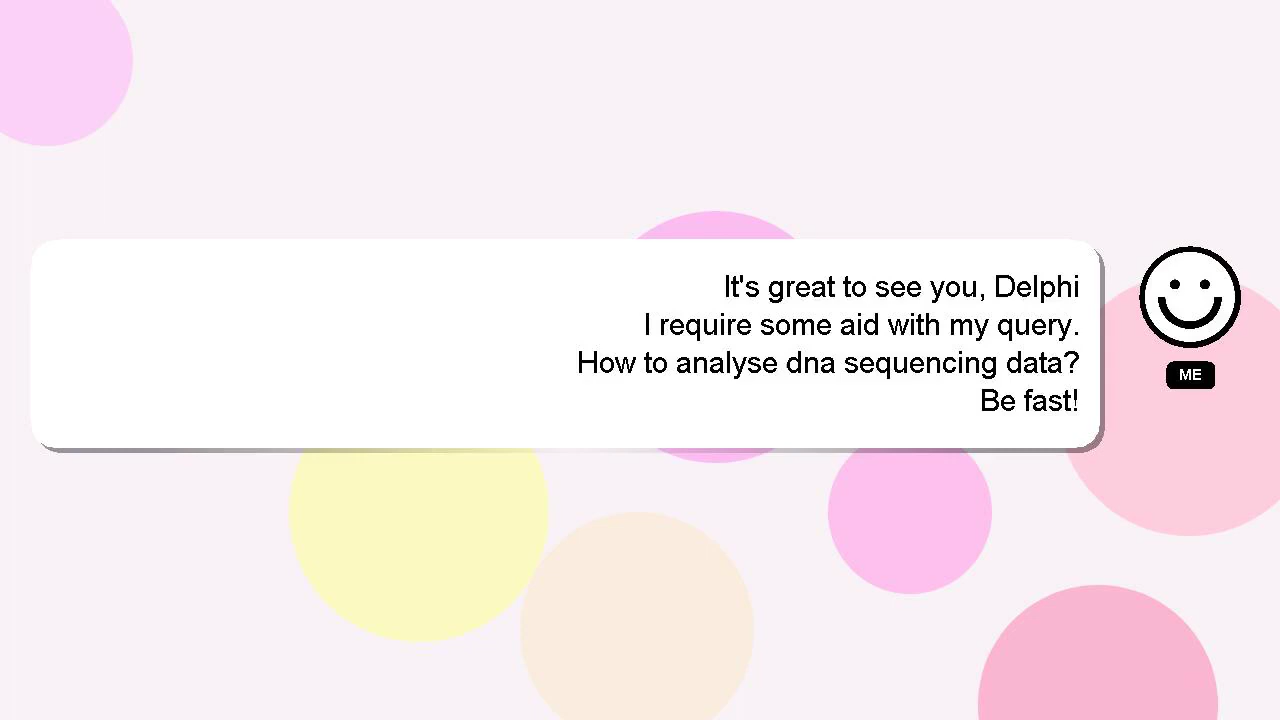 It's great to see you, Delphi
I require some aid with my query.
How to analyse dna sequencing data?
Be fast!
ME